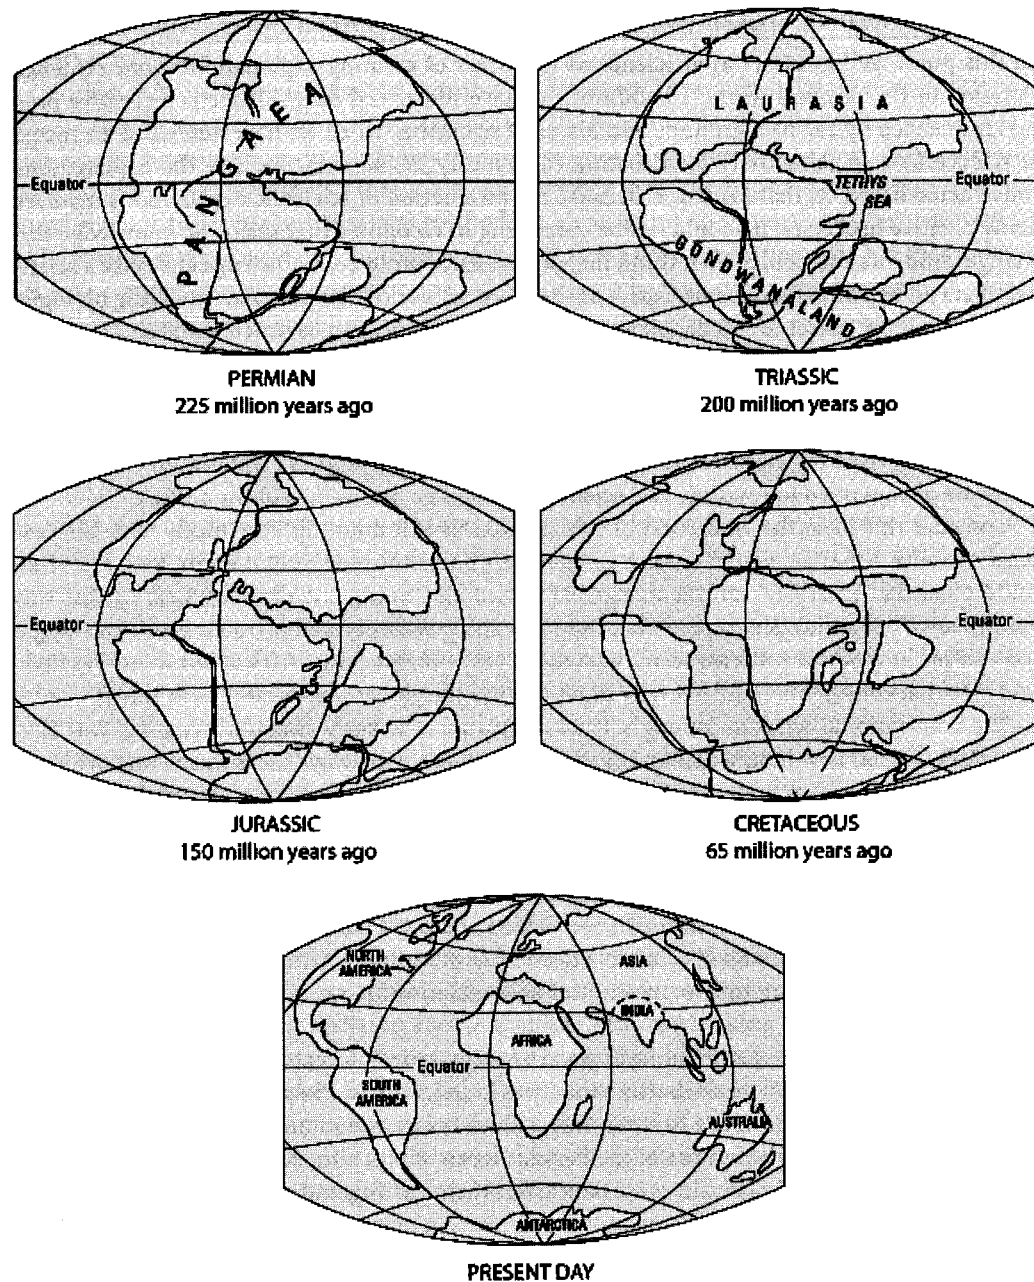 PANGAEA
Equator
PERMIAN
225 million years ago
LAURASIA
TETHYS
SEA
Equator
GONDWANALAND
TRIASSIC
200 million years ago
Equator
JURASSIC
150 million years ago
Equator
CRETACEOUS
65 million years ago
NORTH
AMERICA
ASIA
INDIA
AFRICA
Equator
SOUTH
AMERICA
AUSTRALIA
ANTARCTICA
PRESENT DAY